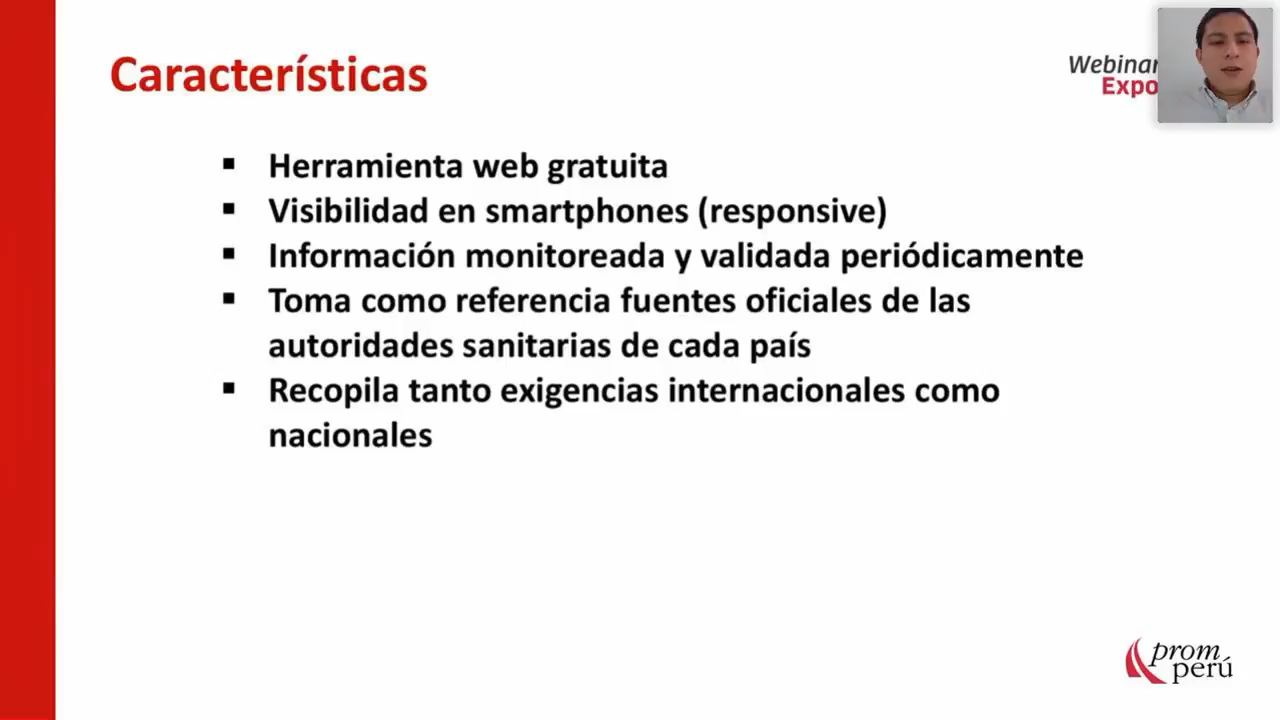 Características
Webinar
Expo
▪ Herramienta web gratuita
▪ Visibilidad en smartphones (responsive)
▪ Información monitoreada y validada periódicamente
▪ Toma como referencia fuentes oficiales de las
autoridades sanitarias de cada país
▪ Recopila tanto exigencias internacionales como
nacionales
prom
perú